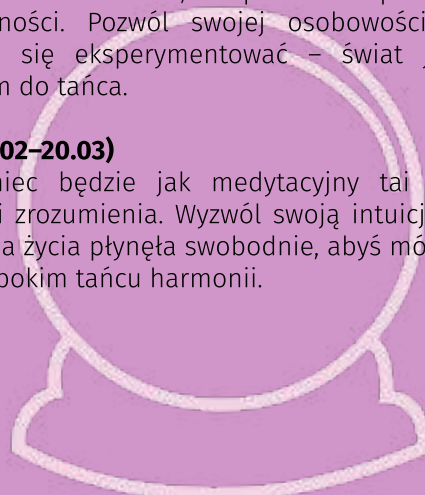 ności. Pozwól swojej osobowości
się eksperymentować – świat
m do tańca.
02–20.03)
niec będzie jak medytacyjny tai
i zrozumienia. Wyzwól swoją intuicj
a życia płynęła swobodnie, abyś mó
bokim tańcu harmonii.